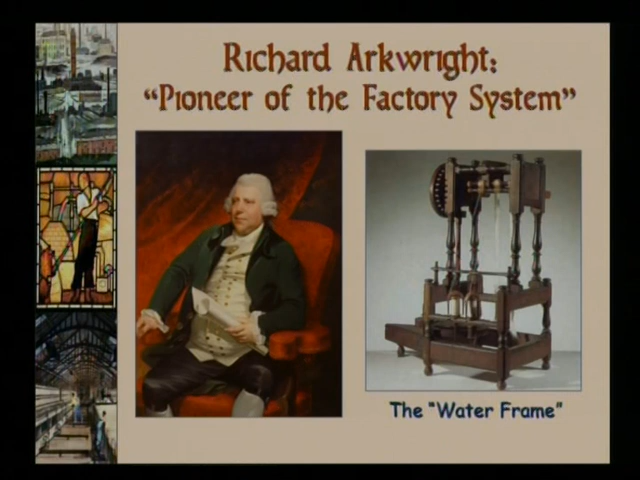 Richard Arkwright:
“Pioneer of the Factory System”
The “Water Frame”